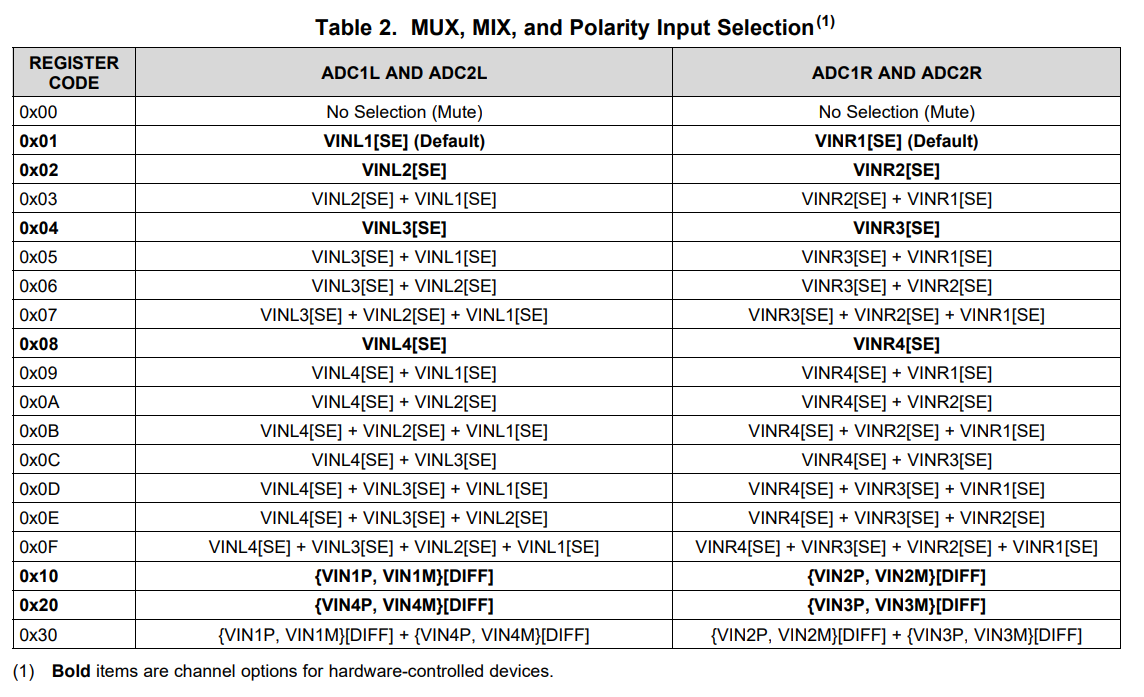 Table 2. MUX, MIX, and Polarity Input Selection(1)
REGISTER CODE ADC1L AND ADC2L ADC1R AND ADC2R
0x00 No Selection (Mute) No Selection (Mute)
0x01 VINL1[SE] (Default) VINR1[SE] (Default)
0x02 VINL2[SE] VINR2[SE]
0x03 VINL2[SE] + VINL1[SE] VINR2[SE] + VINR1[SE]
0x04 VINL3[SE] VINR3[SE]
0x05 VINL3[SE] + VINL1[SE] VINR3[SE] + VINR1[SE]
0x06 VINL3[SE] + VINL2[SE] VINR3[SE] + VINR2[SE]
0x07 VINL3[SE] + VINL2[SE] + VINL1[SE] VINR3[SE] + VINR2[SE] + VINR1[SE]
0x08 VINL4[SE] VINR4[SE]
0x09 VINL4[SE] + VINL1[SE] VINR4[SE] + VINR1[SE]
0x0A VINL4[SE] + VINL2[SE] VINR4[SE] + VINR2[SE]
0x0B VINL4[SE] + VINL2[SE] + VINL1[SE] VINR4[SE] + VINR2[SE] + VINR1[SE]
0x0C VINL4[SE] + VINL3[SE] VINR4[SE] + VINR3[SE]
0x0D VINL4[SE] + VINL3[SE] + VINL1[SE] VINR4[SE] + VINR3[SE] + VINR1[SE]
0x0E VINL4[SE] + VINL3[SE] + VINL2[SE] VINR4[SE] + VINR3[SE] + VINR2[SE]
0x0F VINL4[SE] + VINL3[SE] + VINL2[SE] + VINL1[SE] VINR4[SE] + VINR3[SE] + VINR2[SE] + VINR1[SE]
0x10 {VIN1P, VIN1M}[DIFF] {VIN2P, VIN2M}[DIFF]
0x20 {VIN4P, VIN4M}[DIFF] {VIN3P, VIN3M}[DIFF]
0x30 {VIN1P, VIN1M}[DIFF] + {VIN4P, VIN4M}[DIFF] {VIN2P, VIN2M}[DIFF] + {VIN3P, VIN3M}[DIFF]
(1) Bold items are channel options for hardware-controlled devices.